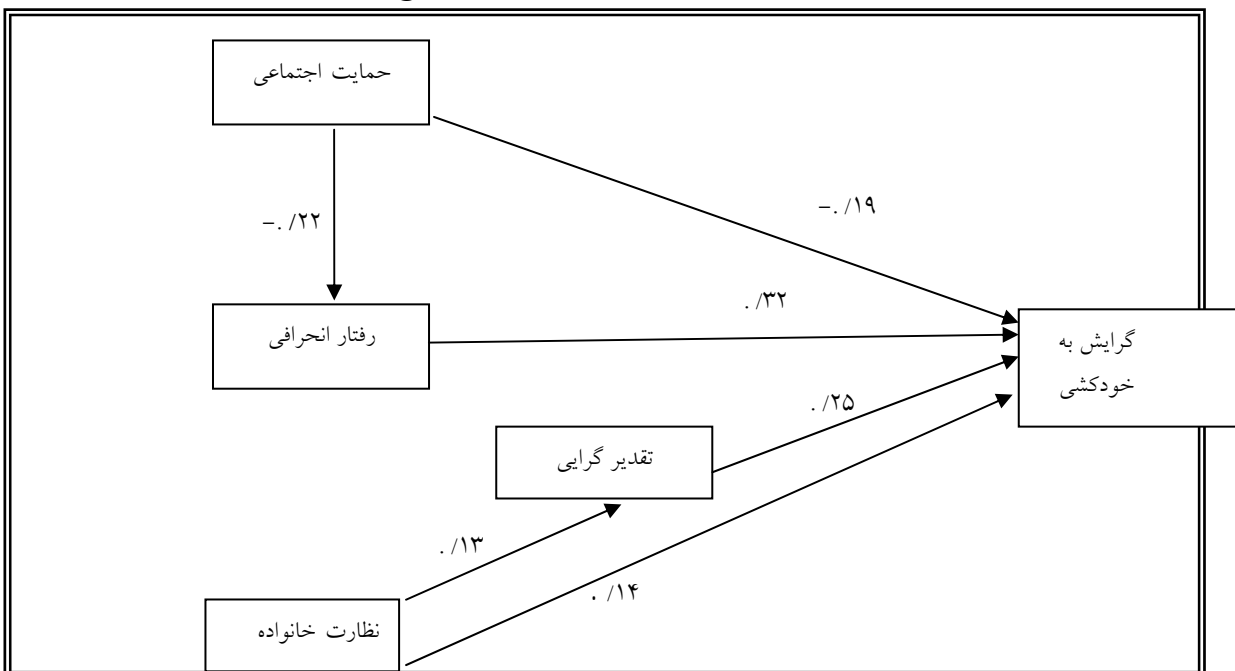 حمایت اجتماعی
-./۱۹
-./۲۲
./۳۲
رفتار انحرافی
گرایش به
خودکشی
./۲۵
تقدیر گرایی
./۱۳
./۱۴
نظارت خانواده